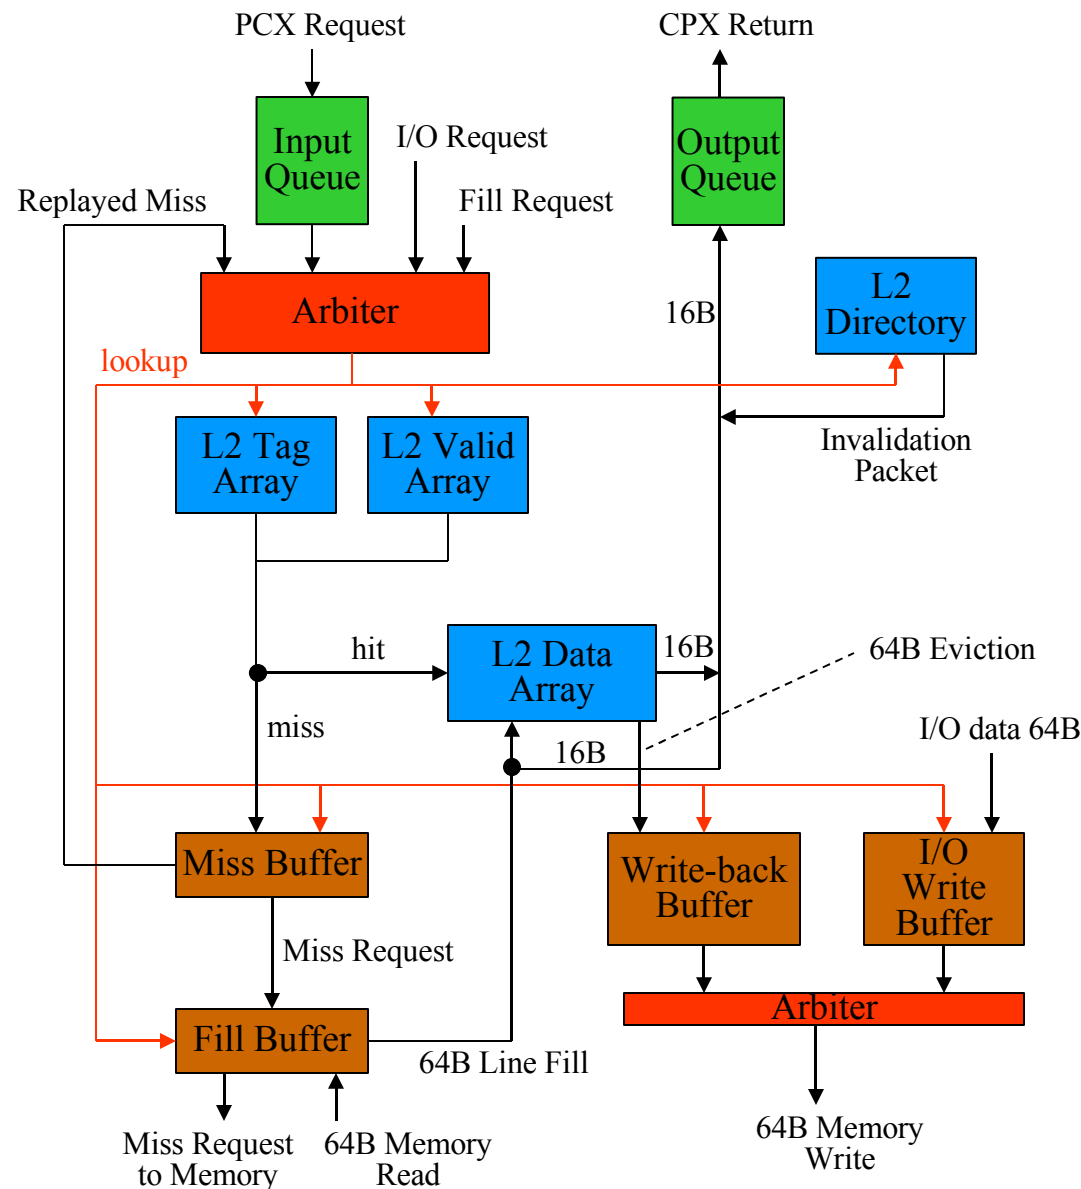 PCX Request
CPX Return
Input
Queue
I/O Request
Output
Queue
Replayed Miss
Fill Request
L2
Directory
Arbiter
16B
lookup
L2 Tag
Array
L2 Valid
Array
Invalidation
Packet
hit
L2 Data
Array
16B
64B Eviction
miss
16B
I/O data 64B
Miss Buffer
Write-back
Buffer
I/O
Write
Buffer
Miss Request
Arbiter
Fill Buffer
64B Line Fill
Miss Request
to Memory
64B Memory
Read
64B Memory
Write